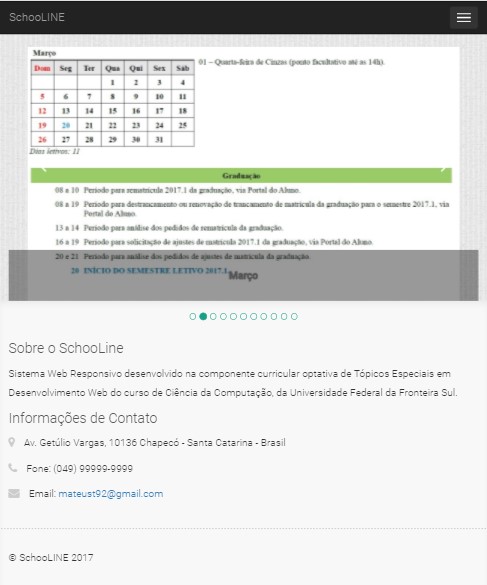 SchooLINE
Março
01 – Quarta-feira de Cinzas (ponto facultativo até as 14h).
Dom Seg Ter Qua Qui Sex Sáb
1 2 3 4
5 6 7 8 9 10 11
12 13 14 15 16 17 18
19 20 21 22 23 24 25
26 27 28 29 30 31
Dias letivos: 11
Graduação
08 a 10 Período para rematrícula 2017.1 da graduação, via Portal do Aluno.
08 a 19 Período para destrancamento ou renovação de trancamento de matrícula da graduação para o semestre 2017.1, via
Portal do Aluno.
13 a 14 Período para análise dos pedidos de rematrícula da graduação.
16 a 19 Período para solicitação de ajustes de matrícula 2017.1 da graduação, via Portal do Aluno.
20 e 21 Período para análise dos pedidos de ajustes de matrícula da graduação.
20 INÍCIO DO SEMESTRE LETIVO 2017.1.
Março
Sobre o SchooLine
Sistema Web Responsivo desenvolvido na componente curricular optativa de Tópicos Especiais em
Desenvolvimento Web do curso de Ciência da Computação, da Universidade Federal da Fronteira Sul.
Informações de Contato
Av. Getúlio Vargas, 10136 Chapecó - Santa Catarina - Brasil
Fone: (049) 99999-9999
Email: mateust92@gmail.com
© SchooLINE 2017